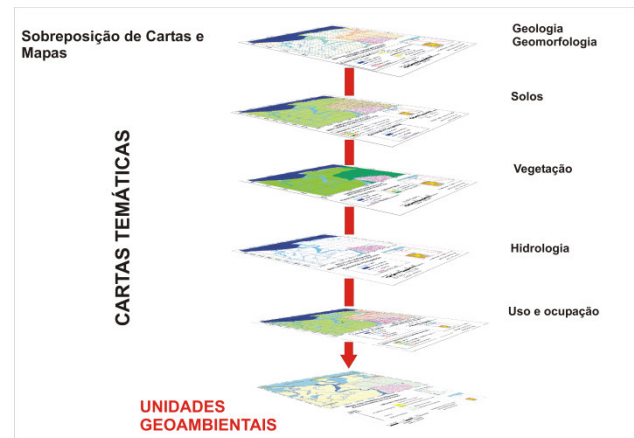 Sobreposição de Cartas e
Mapas
Geologia
Geomorfologia
Solos
CARTAS TEMÁTICAS
Vegetação
Hidrologia
Uso e ocupação
UNIDADES
GEOAMBIENTAIS